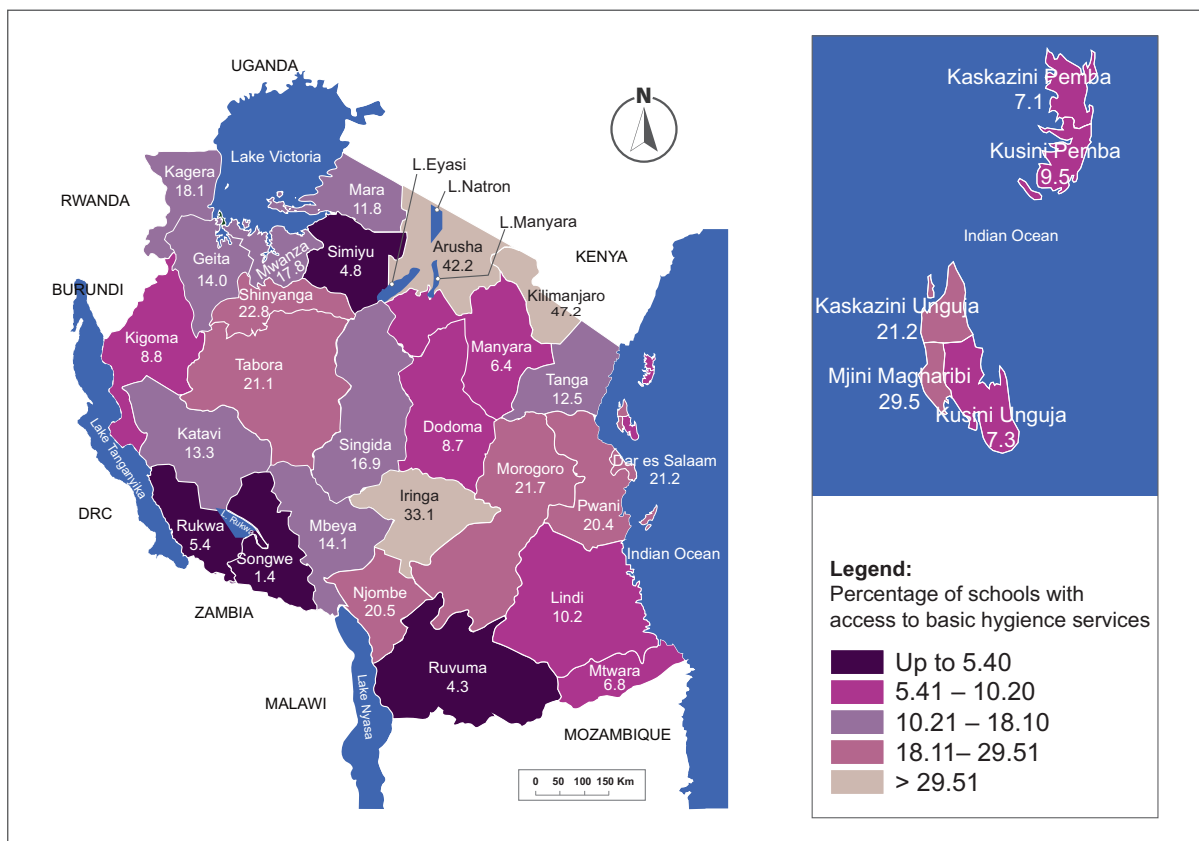 UGANDA
N
Lake Victoria
L.Eyasi
Kagera
18.1
Mara
11.8
L.Natron
RWANDA
L.Manyara
Simiyu
4.8
Arusha
42.2
KENYA
Geita
14.0
Mwanza
17.8
BURUNDI
Shinyanga
22.8
Kilimanjaro
47.2
Kigoma
8.8
Manyara
6.4
Tabora
21.1
Tanga
12.5
Lake Tanganyika
Katavi
13.3
Singida
16.9
Dodoma
8.7
Morogoro
21.7
Dar es Salaam
21.2
Iringa
33.1
Pwani
20.4
DRC
Rukwa
5.4
L. Rukwa
Mbeya
14.1
Songwe
1.4
Indian Ocean
ZAMBIA
Njombe
20.5
Lindi
10.2
Ruvuma
4.3
Mtwara
6.8
MALAWI
Lake Nyasa
MOZAMBIQUE
0 50 100 150 Km
Kaskazini Pemba
7.1
Kusini Pemba
9.5
Indian Ocean
Kaskazini Unguja
21.2
Mjini Magharibi
29.5
Kusini Unguja
7.3
Legend:
Percentage of schools with
access to basic hygience services
Up to 5.40
5.41 – 10.20
10.21 – 18.10
18.11– 29.51
> 29.51